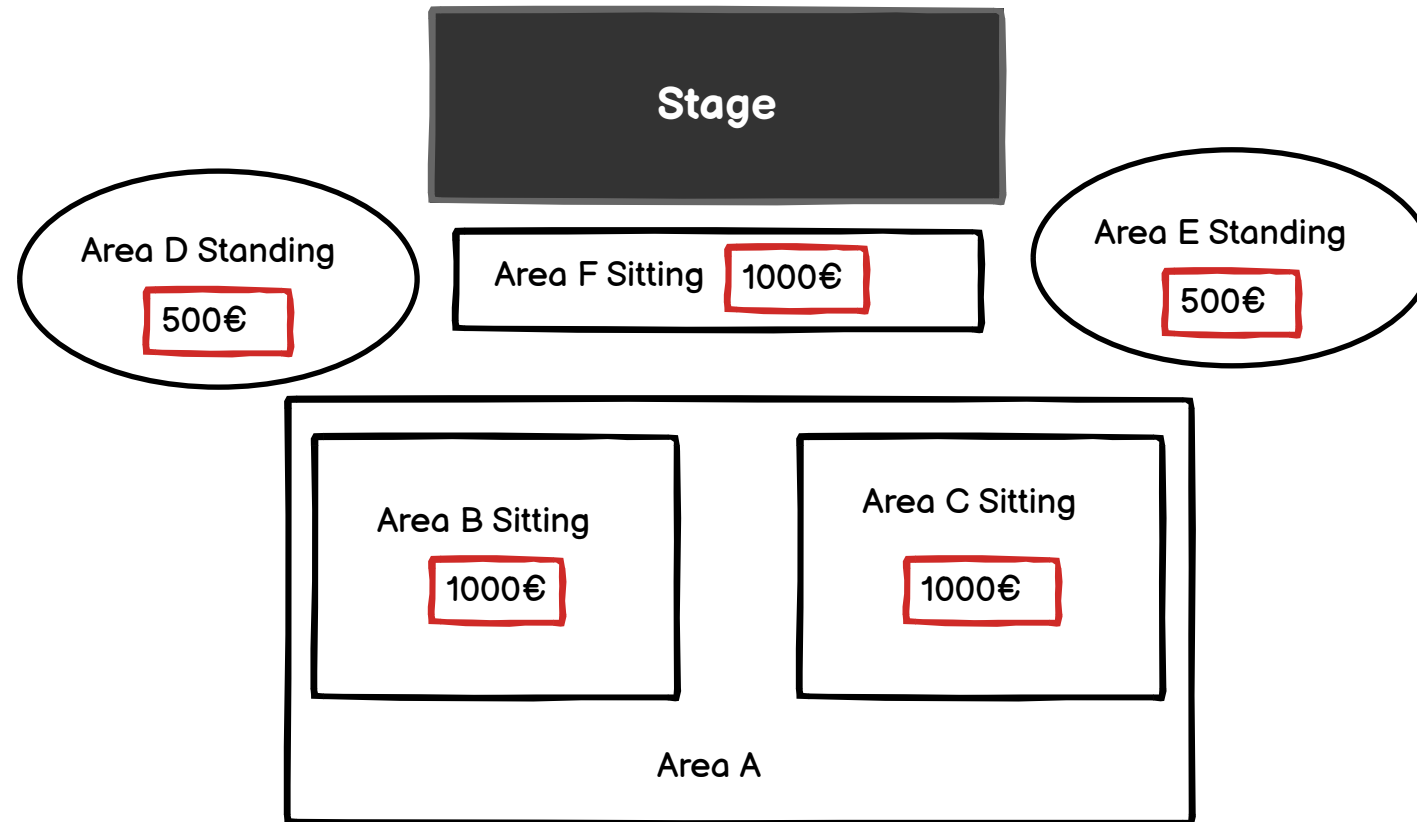 Stage
Area D Standing
500€
Area F Sitting 1000€
Area E Standing
500€
Area B Sitting
1000€
Area C Sitting
1000€
Area A